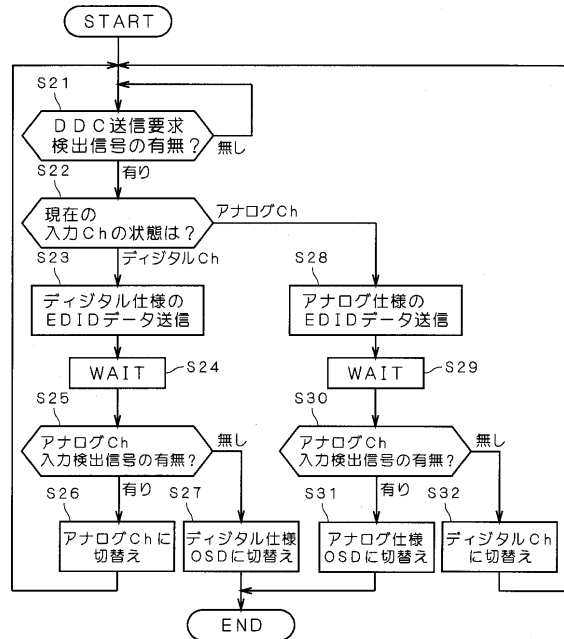 START
S21
DDC送信要求
検出信号の有無？
無し
有り
S22
現在の
入力Chの状態は？
アナログCh
ディジタルCh
S23
ディジタル仕様の
EDIDデータ送信
S28
アナログ仕様の
EDIDデータ送信
WAIT
S24
WAIT
S29
S25
アナログCh
入力検出信号の有無？
無し
有り
S30
アナログCh
入力検出信号の有無？
無し
有り
S26
アナログChに
切替え
S27
ディジタル仕様
OSDに切替え
S31
アナログ仕様
OSDに切替え
S32
ディジタルCh
に切替え
END